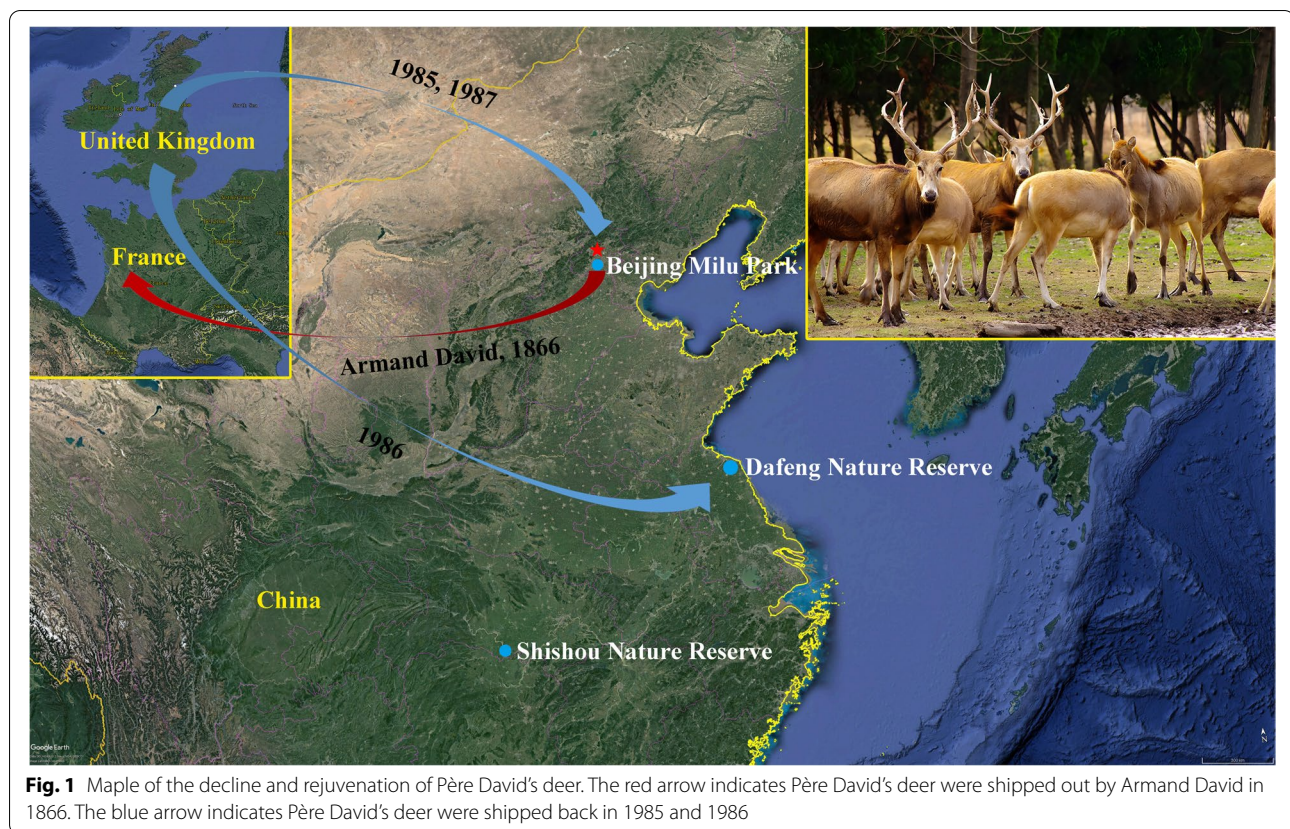 1985, 1987
United Kingdom
France
Beijing Milu Park
Armand David, 1866
1986
Dafeng Nature Reserve
China
Shishou Nature Reserve
Google Earth
N
Fig. 1 Maple of the decline and rejuvenation of Père David’s deer. The red arrow indicates Père David’s deer were shipped out by Armand David in
1866. The blue arrow indicates Père David’s deer were shipped back in 1985 and 1986